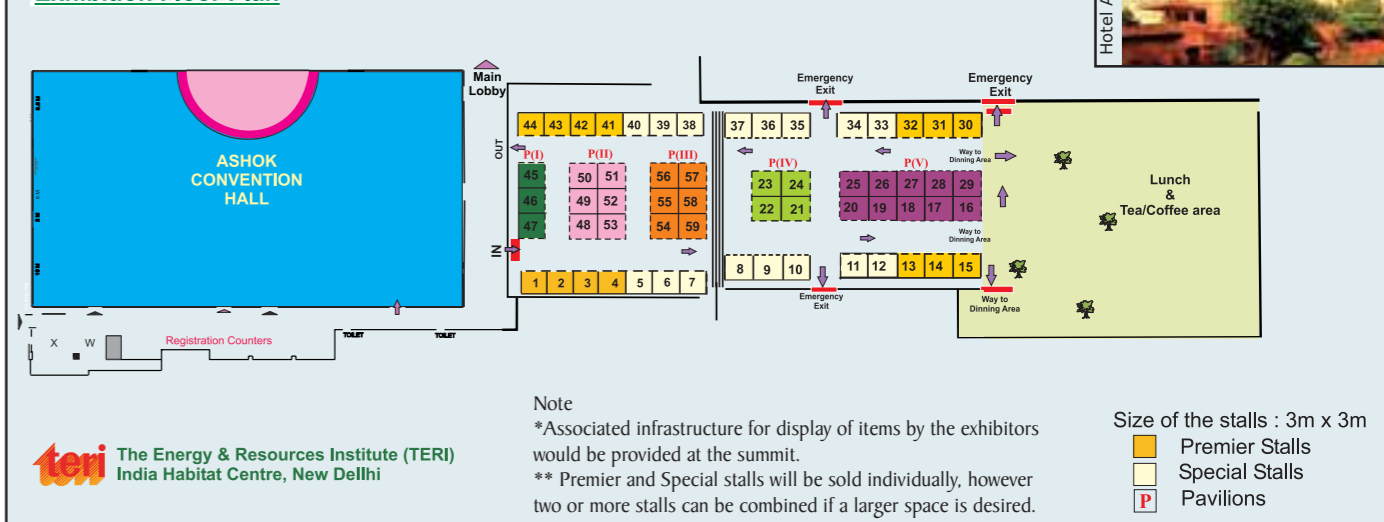 Exhibition Floor Plan
Hotel A
Main
Lobby
Emergency
Exit
Emergency
Exit
ASHOK
CONVENTION
HALL
OUT
44 43 42 41 40 39 38
37 36 35
34 33 32 31 30
P(I)
P(II)
P(III)
P(IV)
P(V)
Way to
Dinning Area
45
46
47
50 51
49 52
48 53
56 57
55 58
54 59
23 24
22 21
25 26 27 28 29
20 19 18 17 16
Lunch
&
Tea/Coffee area
Way to
Dinning Area
IN
1 2 3 4 5 6 7
8 9 10
11 12 13 14 15
Emergency
Exit
Way to
Dinning Area
T
X W
Registration Counters
TOILET
TOILET
teri
The Energy & Resources Institute (TERI)
India Habitat Centre, New Dellhi
Note
*Associated infrastructure for display of items by the exhibitors
would be provided at the summit.
** Premier and Special stalls will be sold individually, however
two or more stalls can be combined if a larger space is desired.
Size of the stalls : 3m x 3m
Premier Stalls
Special Stalls
P Pavilions